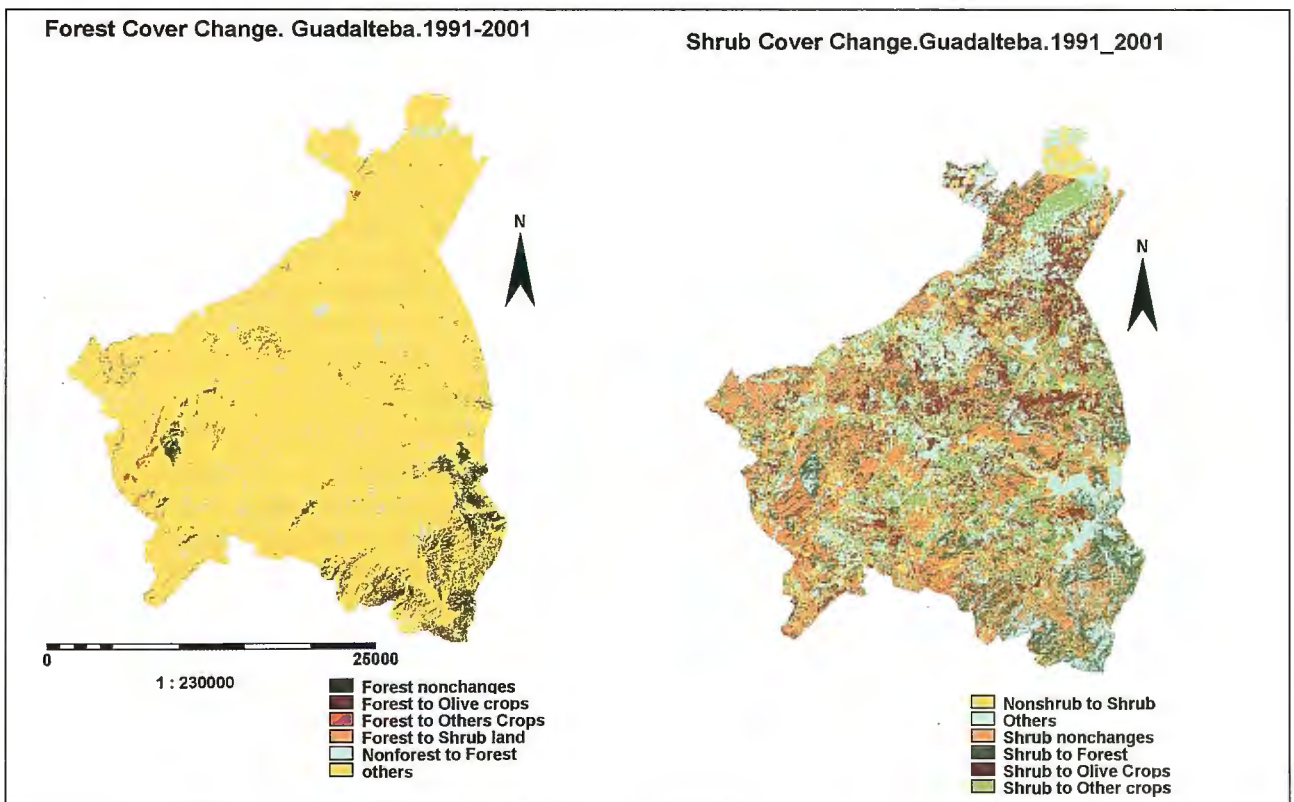 Forest Cover Change. Guadalteba.1991-2001
N
0 25000
1 : 230000
Forest nonchanges
Forest to Olive crops
Forest to Others Crops
Forest to Shrub land
Nonforest to Forest
others
Shrub Cover Change.Guadalteba.1991_2001
N
Nonshrub to Shrub
Others
Shrub nonchanges
Shrub to Forest
Shrub to Olive Crops
Shrub to Other crops